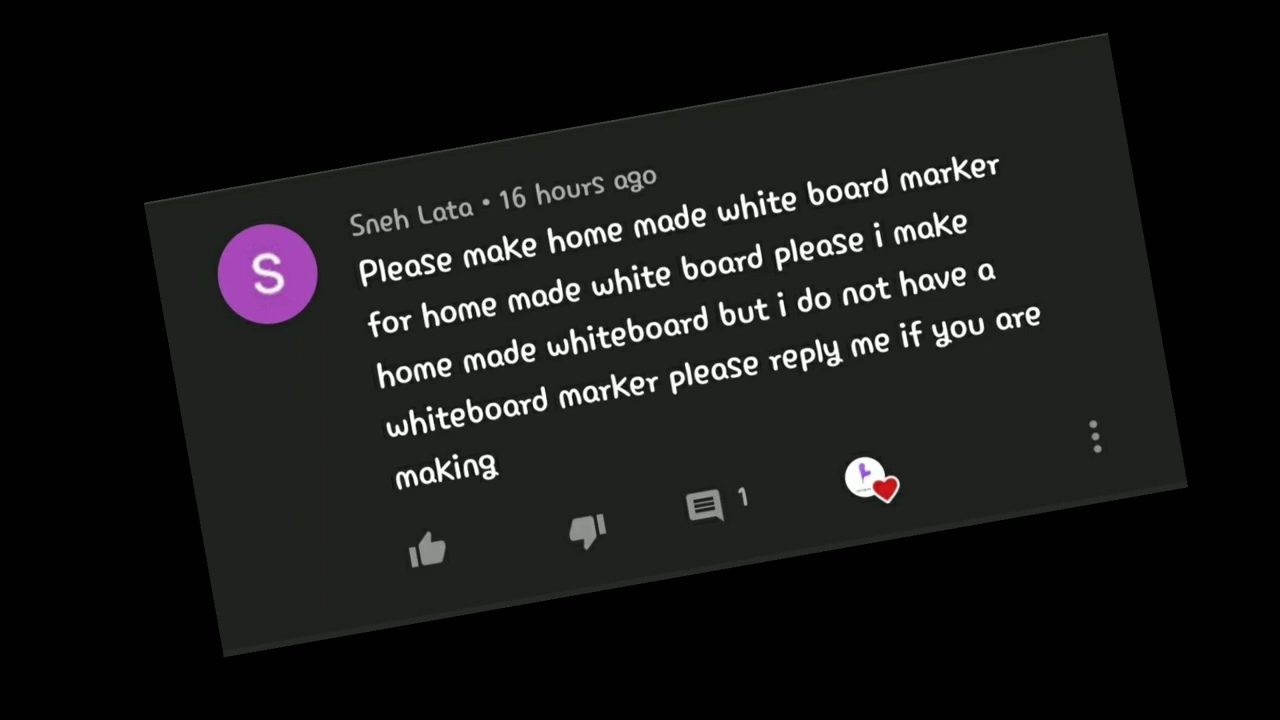 Sneh Lata • 16 hours ago
Please make home made white board marker
for home made white board please i make
home made whiteboard but i do not have a
whiteboard marker please reply me if you are
making
S
1